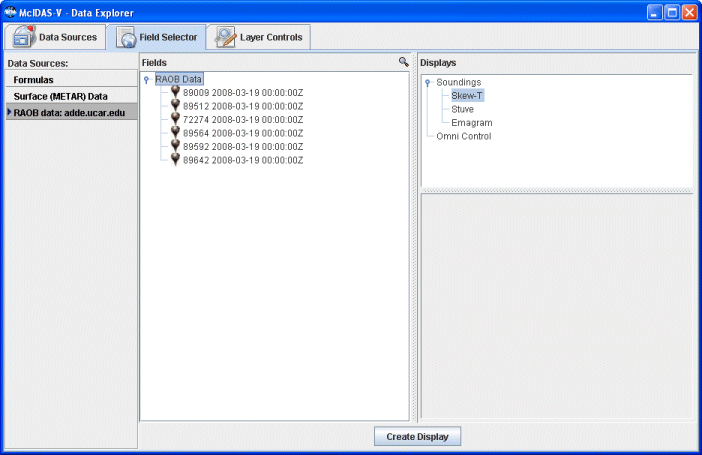 McIDAS-V - Data Explorer
Data Sources
Field Selector
Layer Controls
Data Sources:
Formulas
Surface (METAR) Data
RAOB data: adde.ucar.edu
Fields
RAOB Data
89009 2008-03-19 00:00:00Z
89512 2008-03-19 00:00:00Z
72274 2008-03-19 00:00:00Z
89564 2008-03-19 00:00:00Z
89592 2008-03-19 00:00:00Z
89642 2008-03-19 00:00:00Z
Displays
Soundings
Skew-T
Stuve
Emagram
Omni Control
Create Display